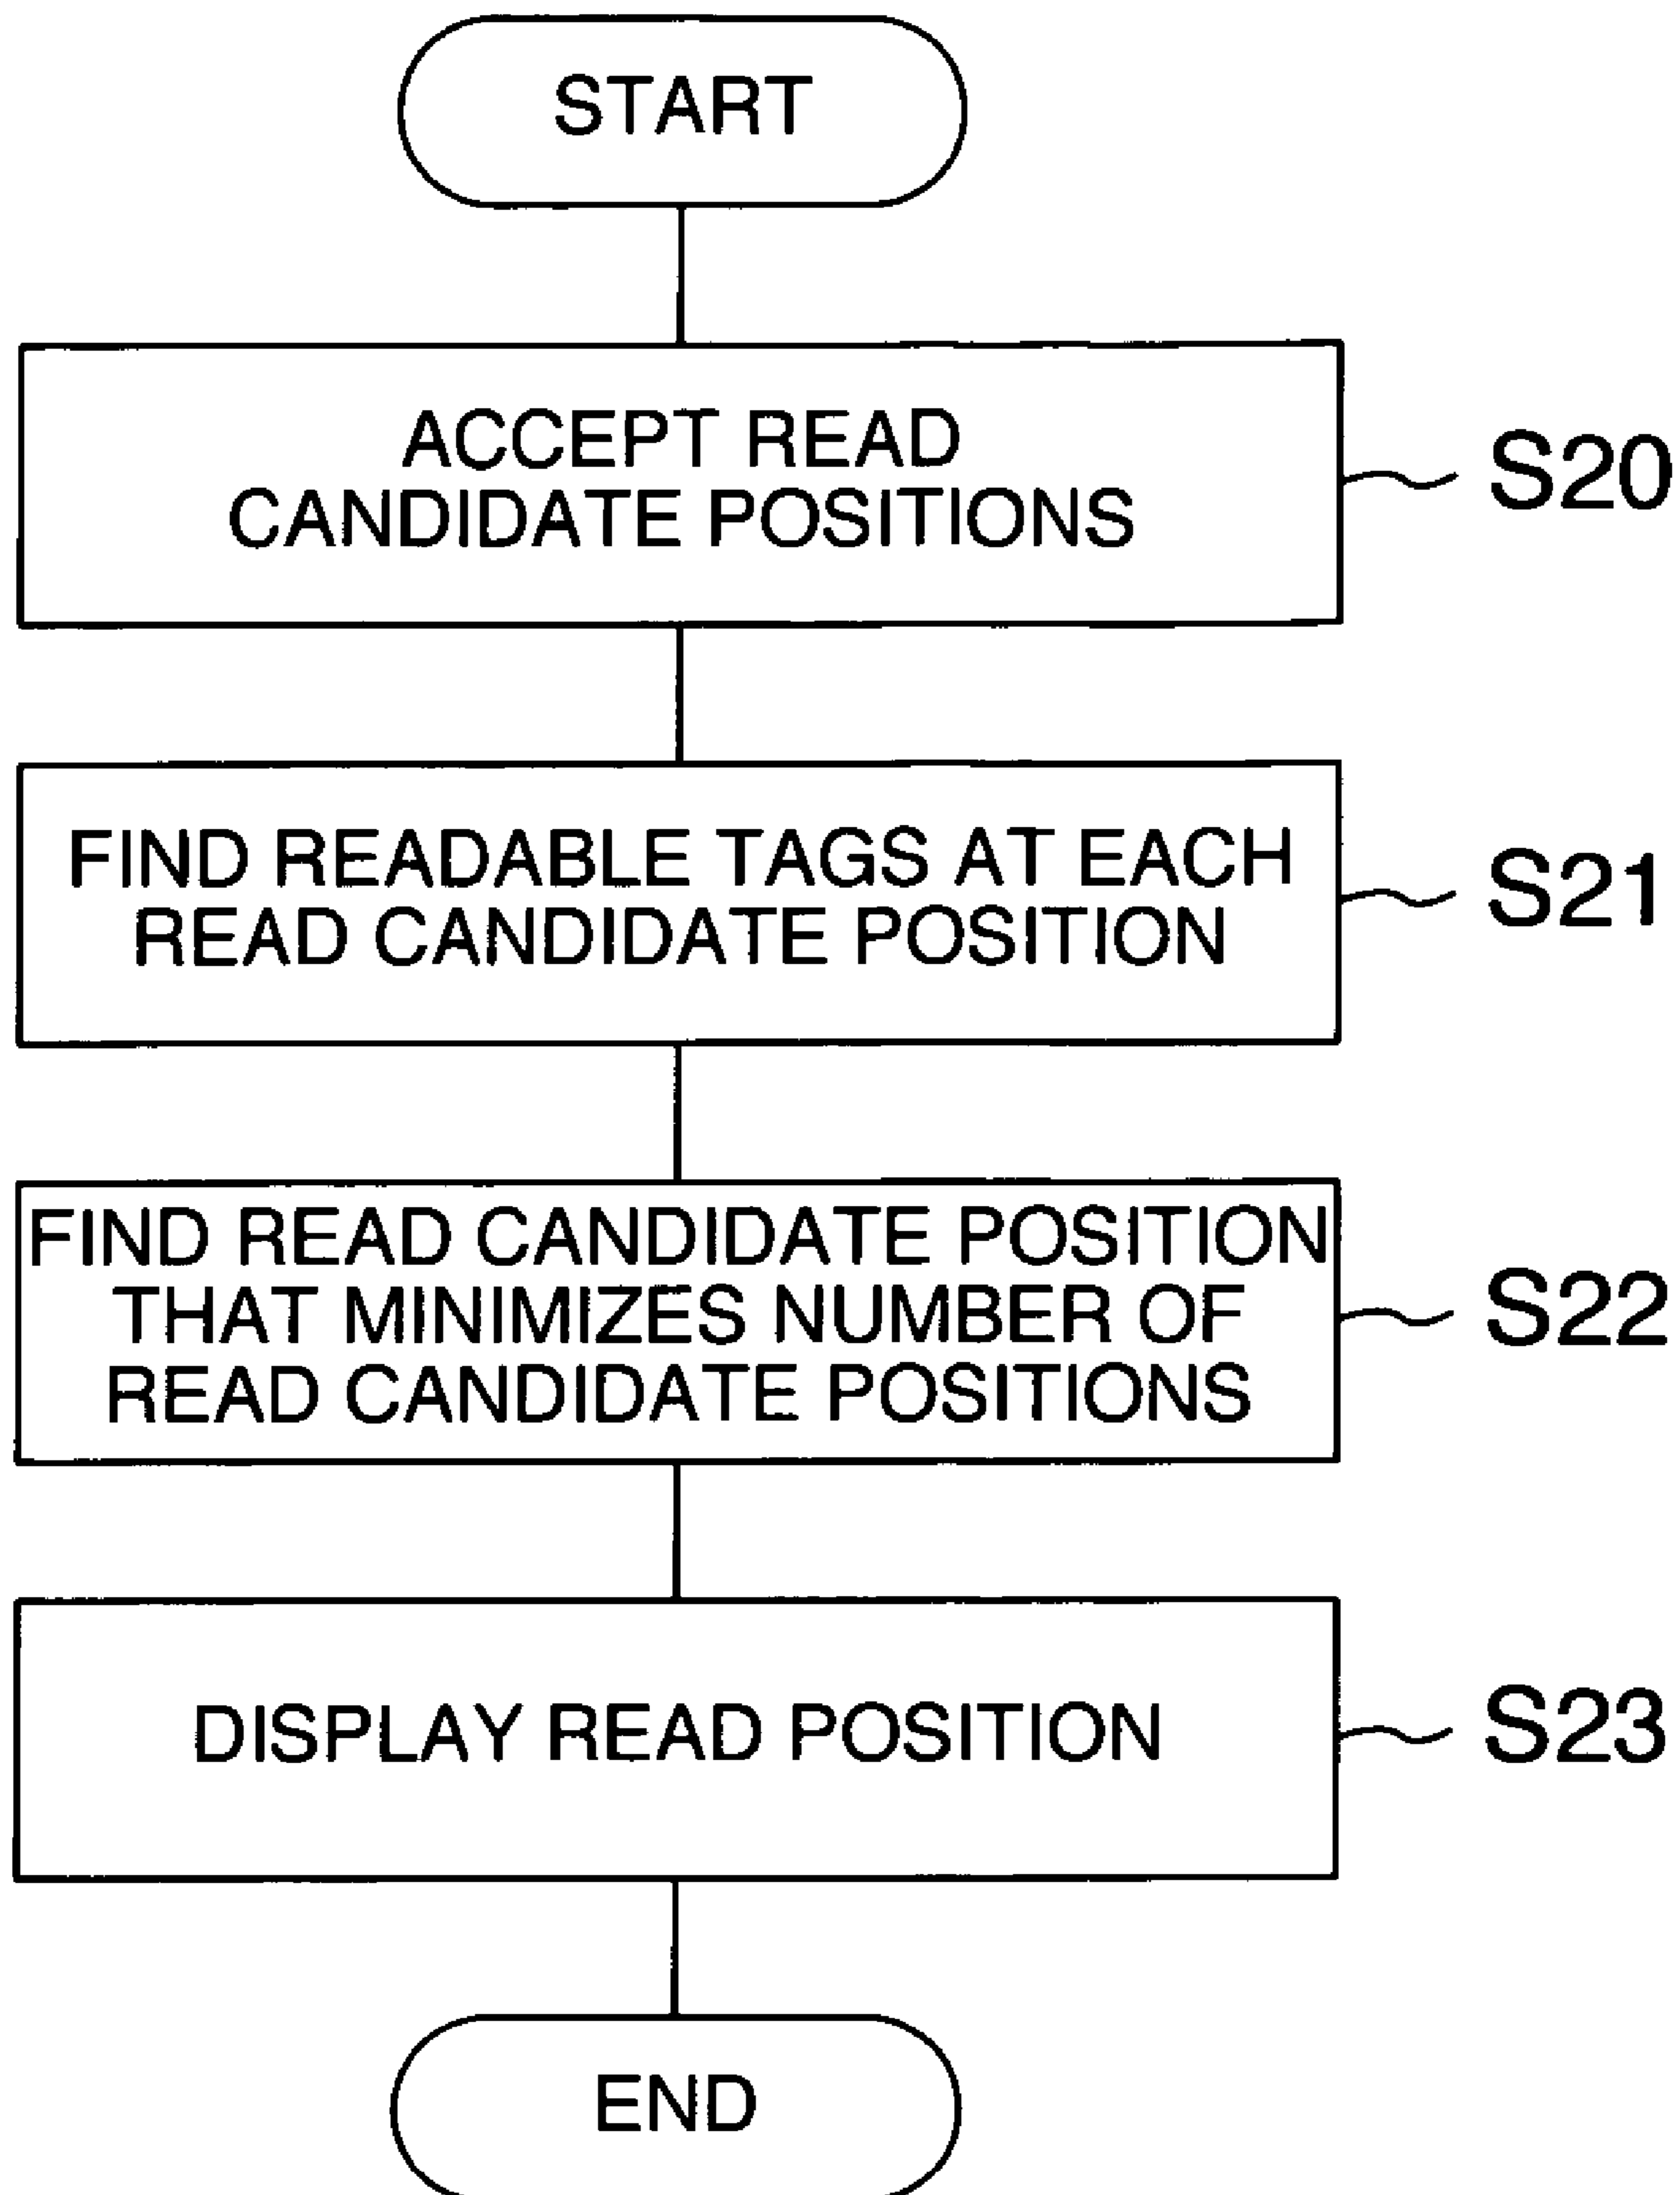 START
ACCEPT READ
CANDIDATE POSITIONS
S20
FIND READABLE TAGS AT EACH
READ CANDIDATE POSITION
S21
FIND READ CANDIDATE POSITION
THAT MINIMIZES NUMBER OF
READ CANDIDATE POSITIONS
S22
DISPLAY READ POSITION
S23
END